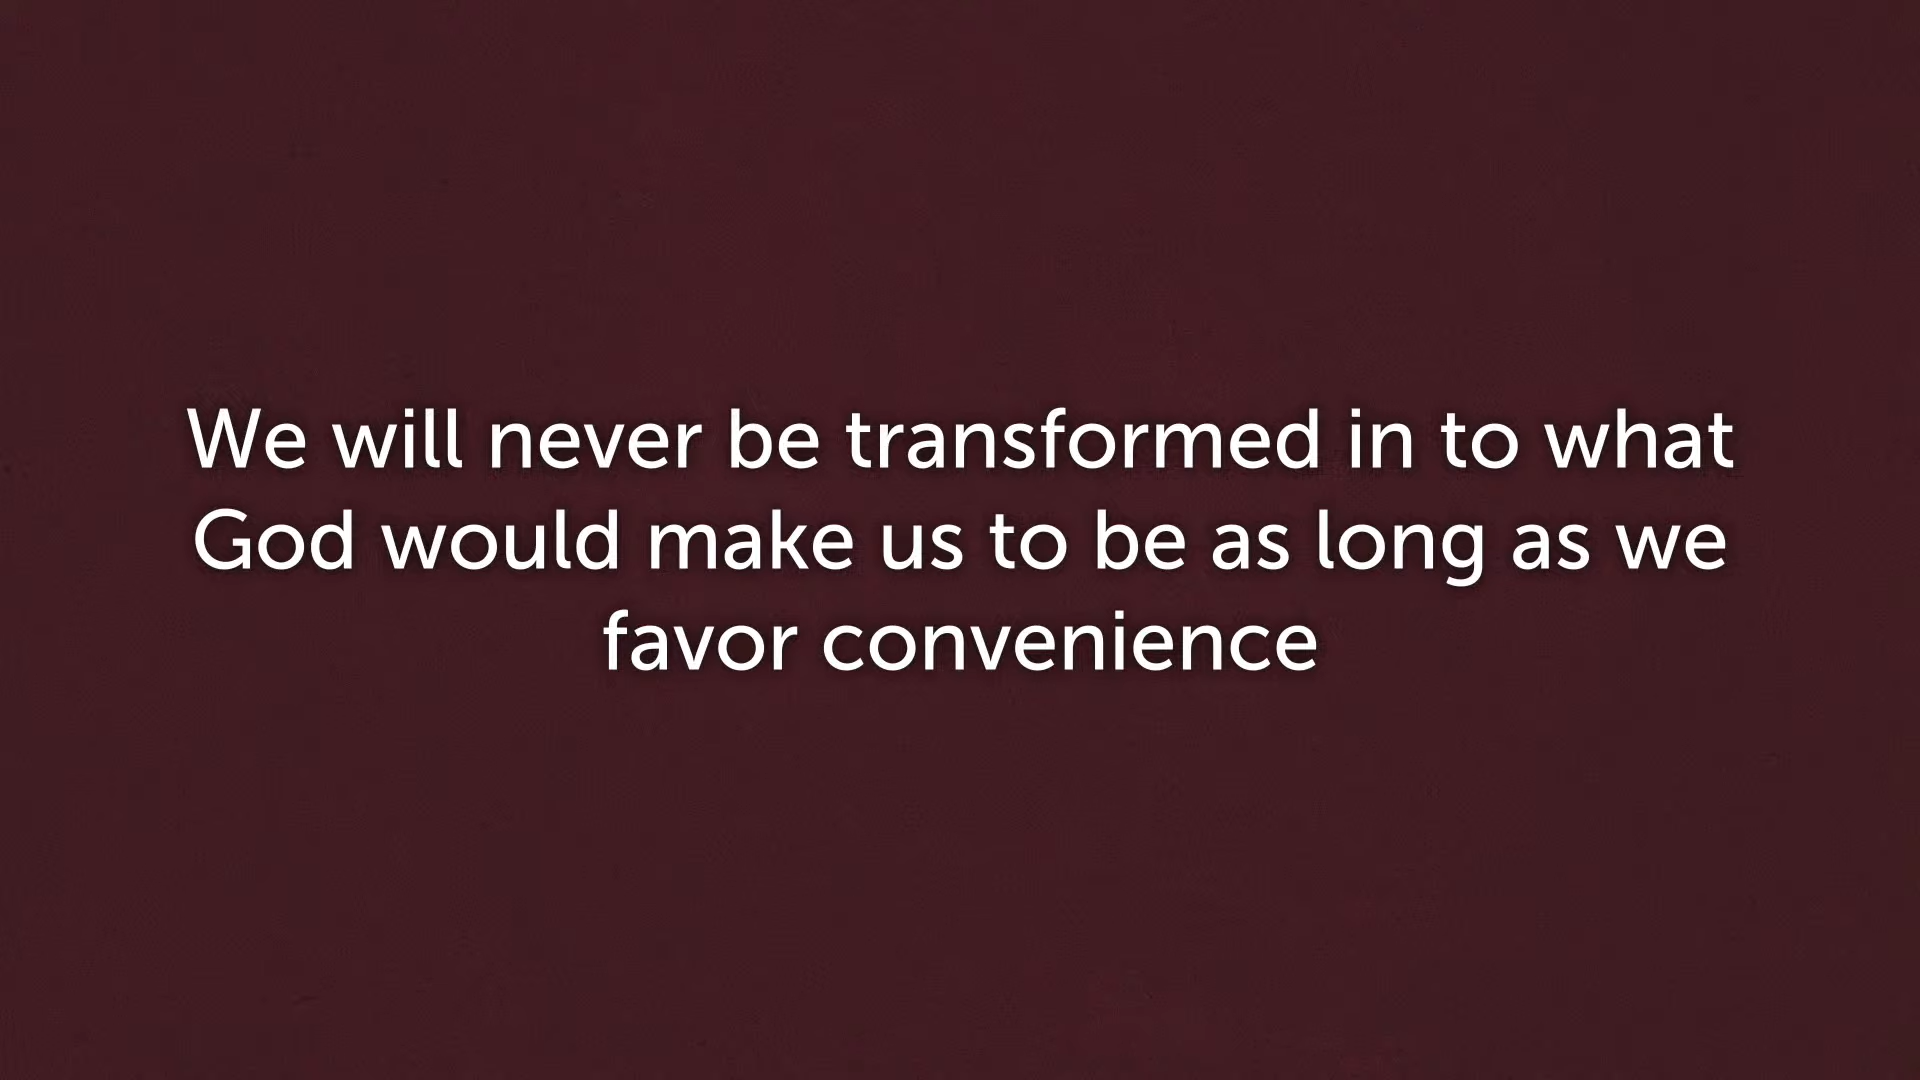 We will never be transformed in to what
God would make us to be as long as we
favor convenience